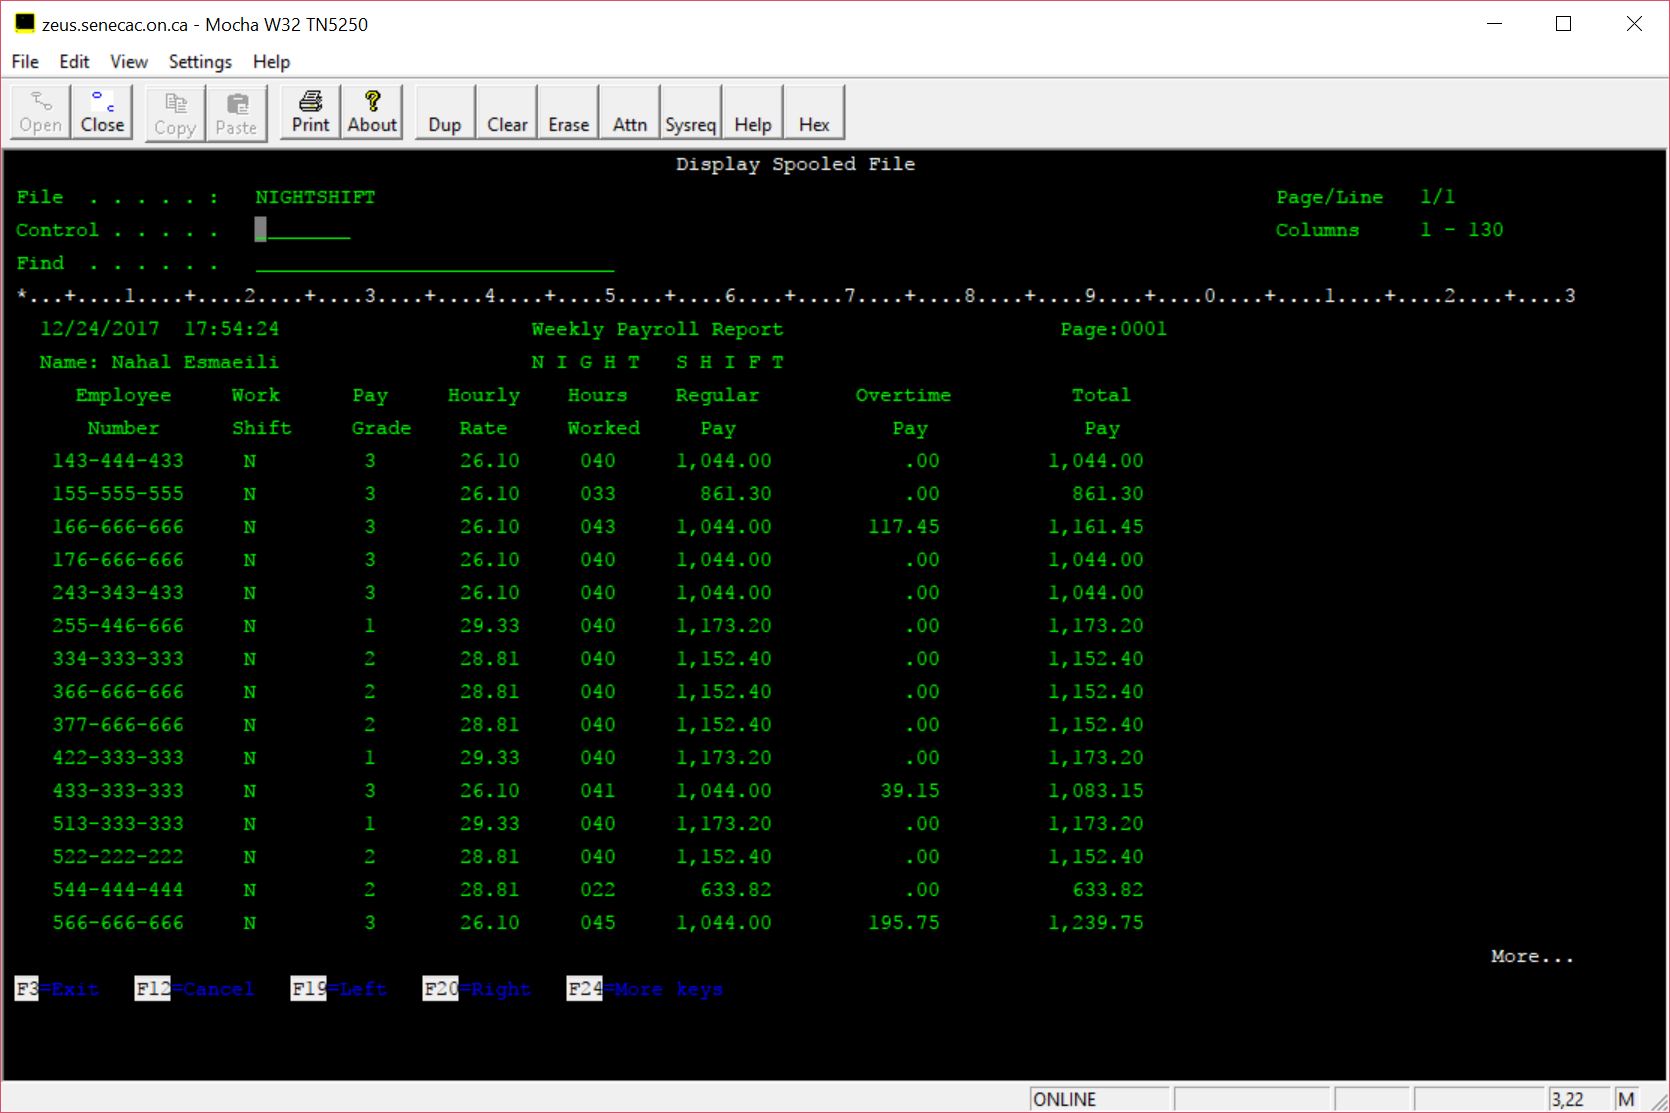 zeus.senecac.on.ca - Mocha W32 TN5250
File Edit View Settings Help
Open Close Copy Paste Print About Dup Clear Erase Attn Sysreq Help Hex
Display Spooled File
File . . . . . : NIGHTSHIFT Page/Line 1/1
Control . . . . . Columns 1 - 130
Find . . . . . .
*...+....1....+....2....+....3....+....4....+....5....+....6....+....7....+....8....+....9....+....0....+....1....+....2....+....3
12/24/2017 17:54:24 Weekly Payroll Report Page:0001
Name: Nahal Esmaeili N I G H T S H I F T
Employee Work Pay Hourly Hours Regular Overtime Total
Number Shift Grade Rate Worked Pay Pay Pay
143-444-433 N 3 26.10 040 1,044.00 .00 1,044.00
155-555-555 N 3 26.10 033 861.30 .00 861.30
166-666-666 N 3 26.10 043 1,044.00 117.45 1,161.45
176-666-666 N 3 26.10 040 1,044.00 .00 1,044.00
243-343-433 N 3 26.10 040 1,044.00 .00 1,044.00
255-446-666 N 1 29.33 040 1,173.20 .00 1,173.20
334-333-333 N 2 28.81 040 1,152.40 .00 1,152.40
366-666-666 N 2 28.81 040 1,152.40 .00 1,152.40
377-666-666 N 2 28.81 040 1,152.40 .00 1,152.40
422-333-333 N 1 29.33 040 1,173.20 .00 1,173.20
433-333-333 N 3 26.10 041 1,044.00 39.15 1,083.15
513-333-333 N 1 29.33 040 1,173.20 .00 1,173.20
522-222-222 N 2 28.81 040 1,152.40 .00 1,152.40
544-444-444 N 2 28.81 022 633.82 .00 633.82
566-666-666 N 3 26.10 045 1,044.00 195.75 1,239.75
More...
F3=Exit F12=Cancel F19=Left F20=Right F24=More keys
ONLINE 3,22 M